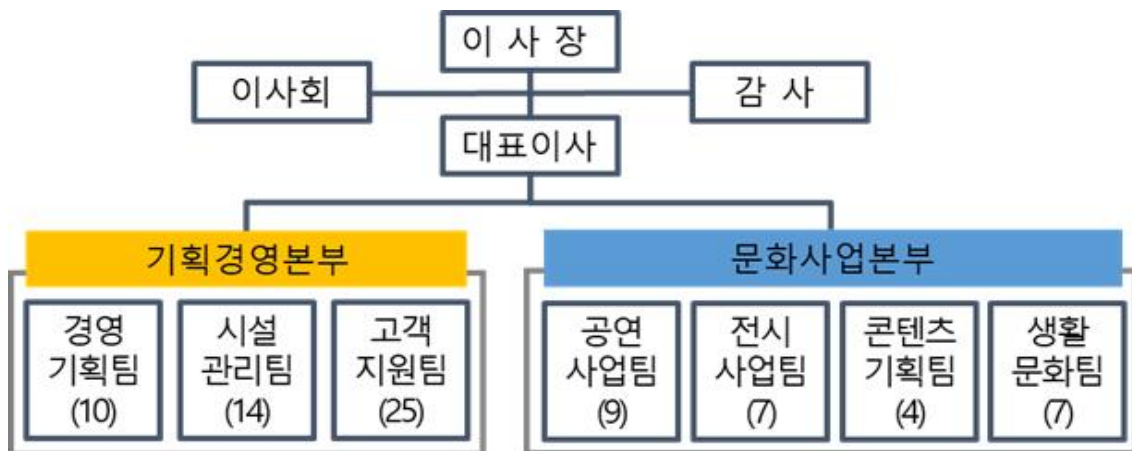 이 사 장
이사회
감 사
대표이사
기획경영본부
문화사업본부
경영
기획팀
(10)
시설
관리팀
(14)
고객
지원팀
(25)
공연
사업팀
(9)
전시
사업팀
(7)
콘텐츠
기획팀
(4)
생활
문화팀
(7)